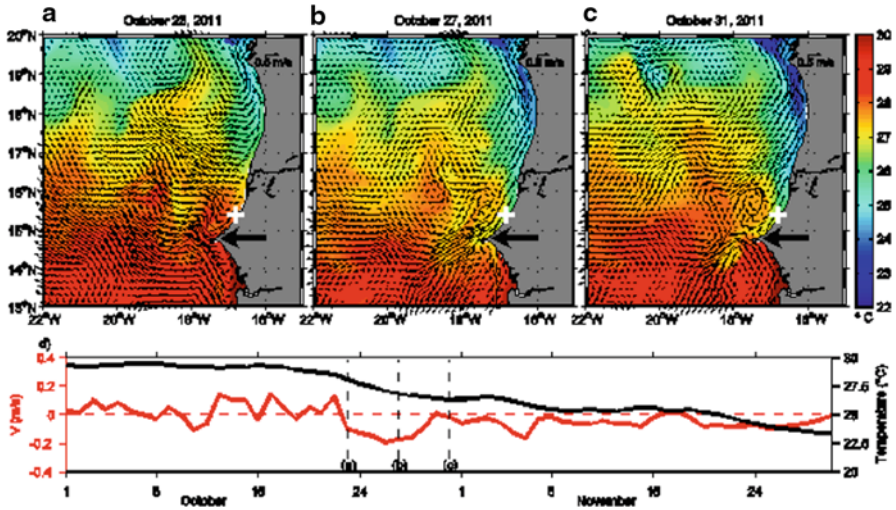 a b c
October 23, 2011 October 27, 2011 October 31, 2011
20°N
19°N
18°N
17°N
16°N
15°N
14°N
13°N
0.5 m/s 0.5 m/s 0.5 m/s
22°W 20°W 18°W 16°W 22°W 20°W 18°W 16°W 22°W 20°W 18°W 16°W
30
29
28
27
26
25
24
23
22
°C
d)
V (m/s)
0.4
0.2
0
-0.2
-0.4
(a) (b) (c)
30
27.5
25
22.5
20
Temperature (°C)
1 8 16 24 1 8 16 24
October November